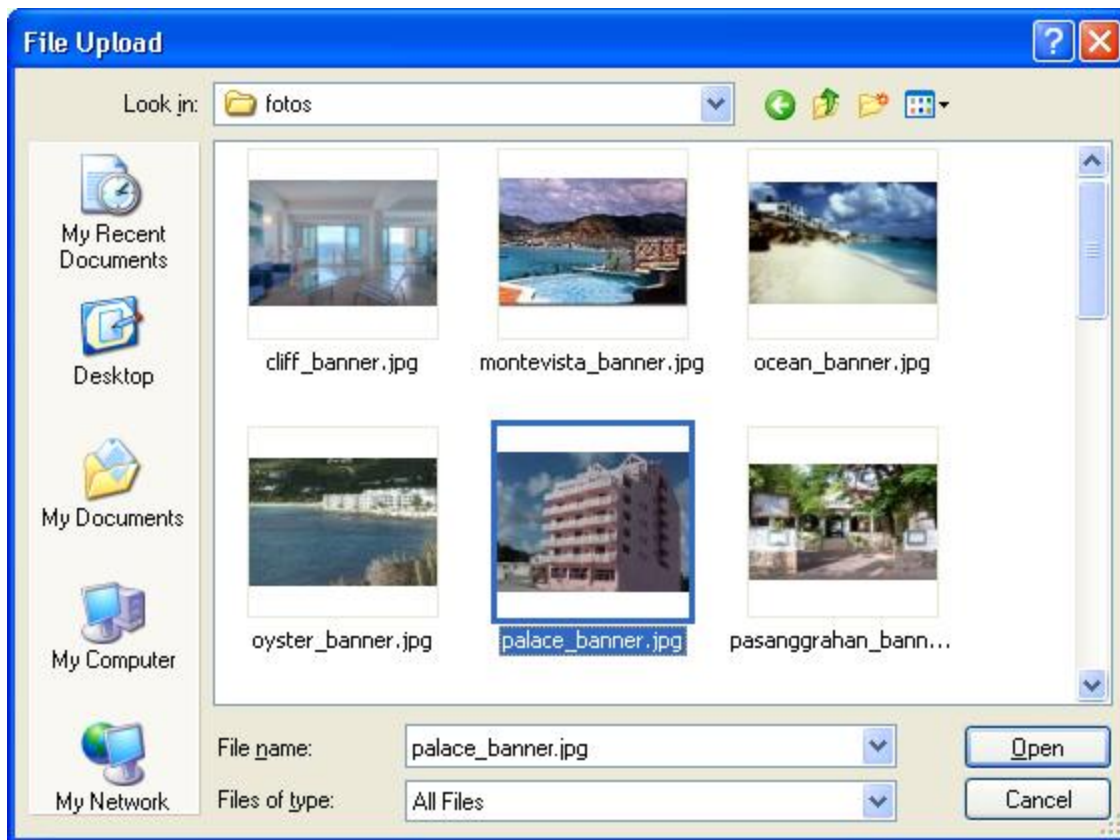 File Upload
Look in:
fotos
My Recent
Documents
Desktop
My Documents
My Computer
My Network
cliff_banner.jpg
montevista_banner.jpg
ocean_banner.jpg
oyster_banner.jpg
palace_banner.jpg
pasanggrahan_bann...
File name:
palace_banner.jpg
Open
Files of type:
All Files
Cancel